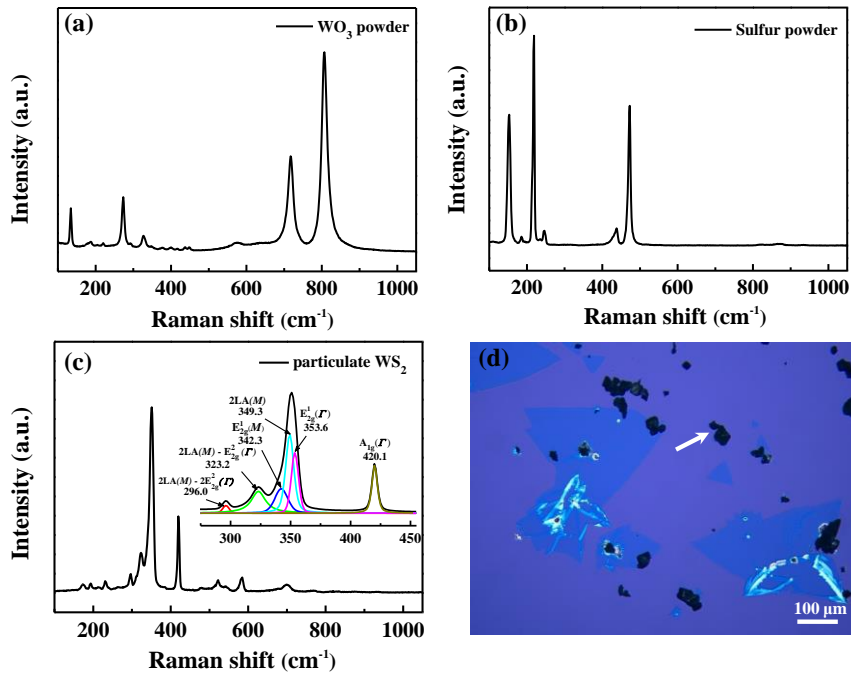 (a)
WO₃ powder
Intensity (a.u.)
200 400 600 800 1000
Raman shift (cm⁻¹)
(b)
Sulfur powder
Intensity (a.u.)
200 400 600 800 1000
Raman shift (cm⁻¹)
(c)
particulate WS₂
2LA(M)
349.3
E¹₂g(M)
342.3
E¹₂g(Γ)
353.6
2LA(M) - E²₂g(Γ)
323.2
A₁g(Γ)
420.1
2LA(M) - 2E²₂g(Γ)
296.0
300 350 400 450
Intensity (a.u.)
200 400 600 800 1000
Raman shift (cm⁻¹)
(d)
100 μm